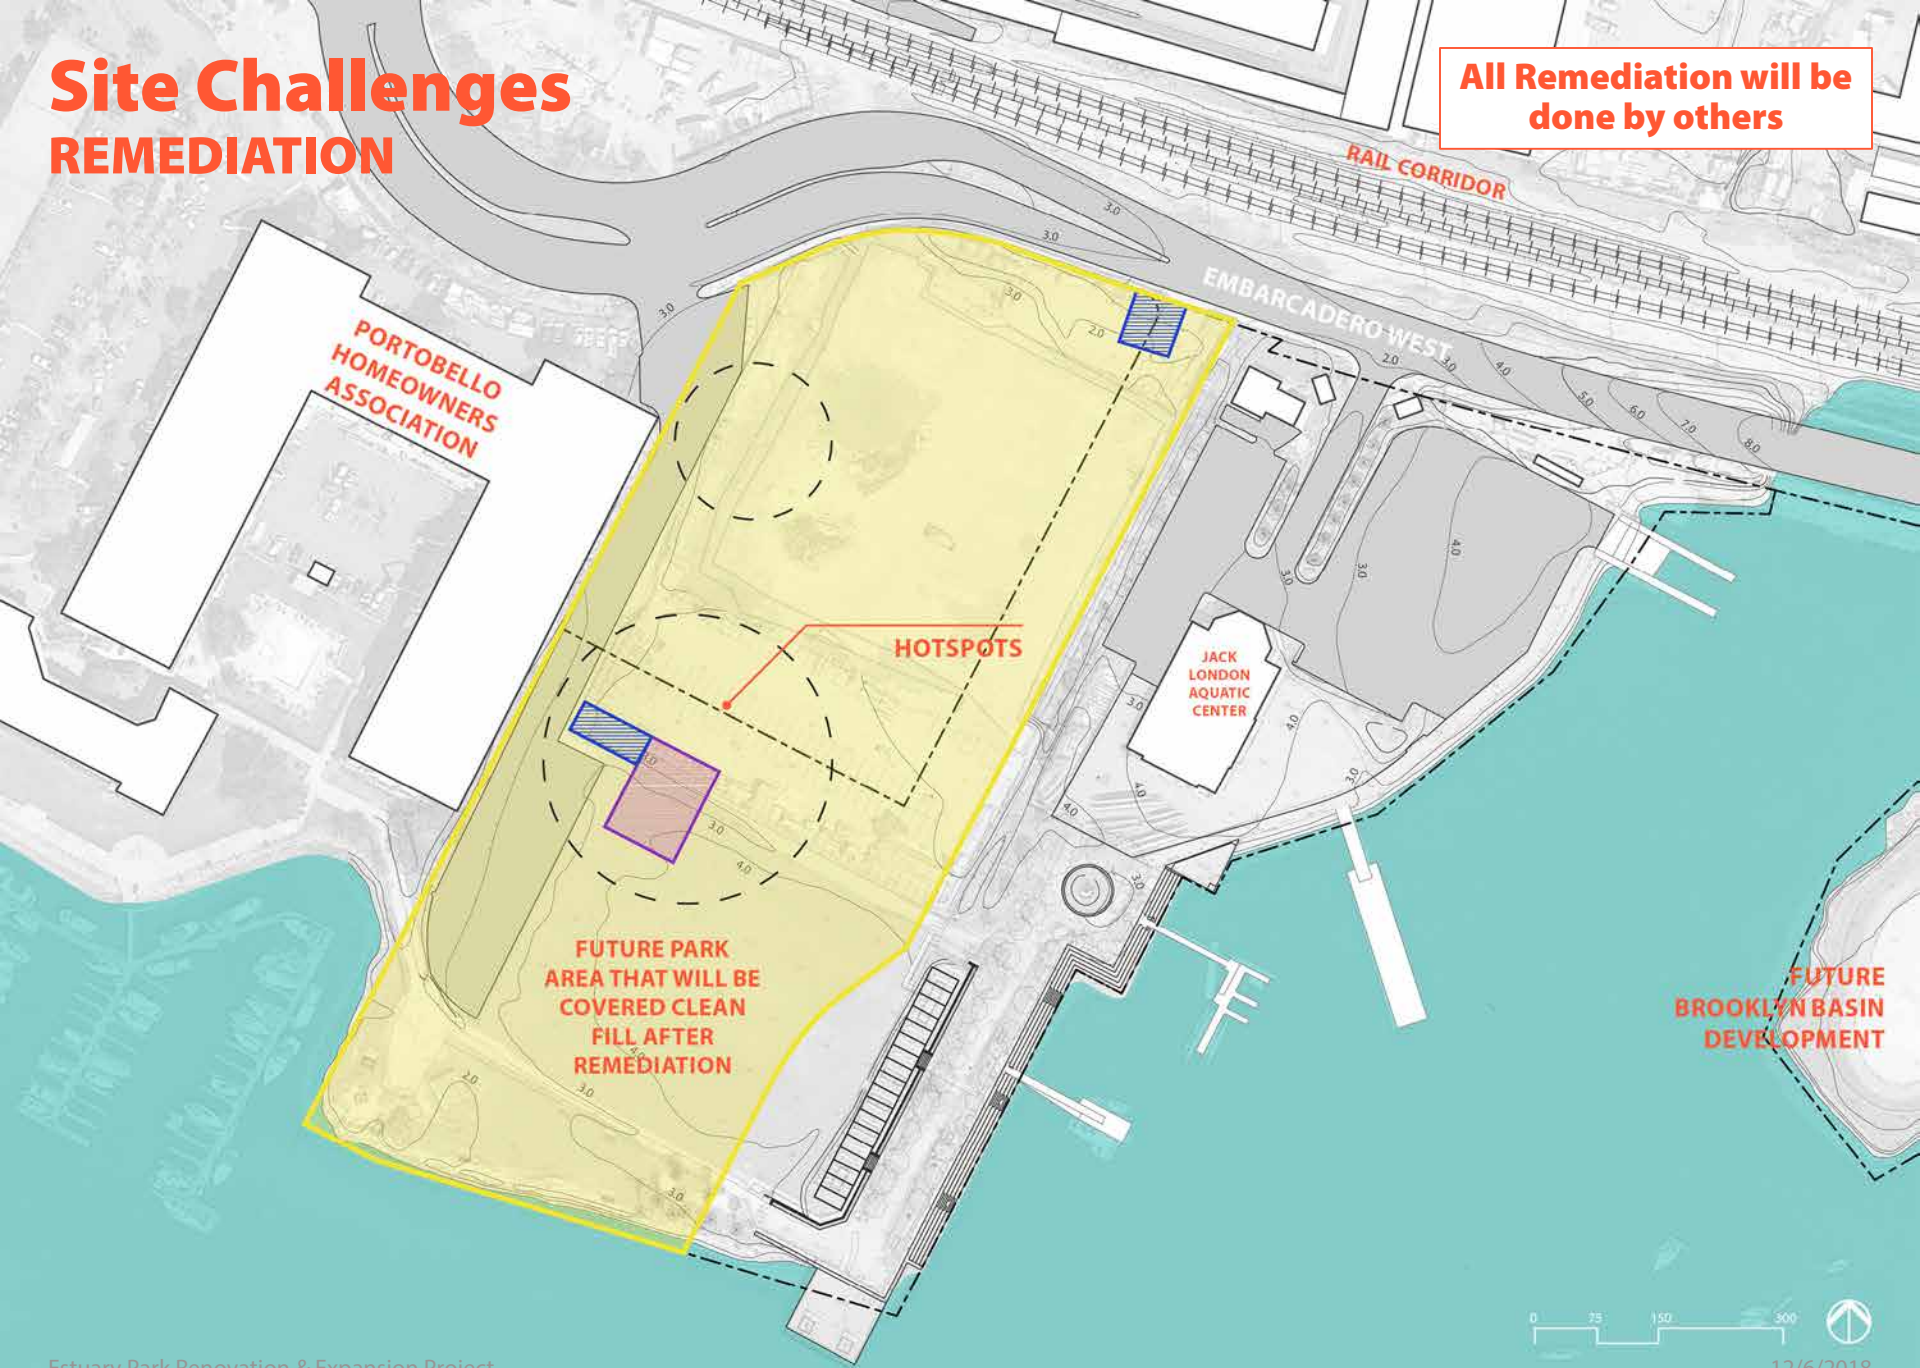 Site Challenges
REMEDIATION
All Remediation will be
done by others
RAIL CORRIDOR
3.0
3.0
EMBARCADERO WEST
3.0
3.0
2.0
2.0
3.0
4.0
5.0
6.0
7.0
8.0
PORTOBELLO
HOMEOWNERS
ASSOCIATION
4.0
3.0
3.0
HOTSPOTS
JACK
LONDON
AQUATIC
CENTER
3.0
4.0
3.0
4.0
4.0
3.0
3.0
4.0
3.0
FUTURE PARK
AREA THAT WILL BE
COVERED CLEAN
FILL AFTER
REMEDIATION
4.0
2.0
3.0
3.0
FUTURE
BROOKLYN BASIN
DEVELOPMENT
0 75 150 300
Estuary Park Renovation & Expansion Project
12/6/2018